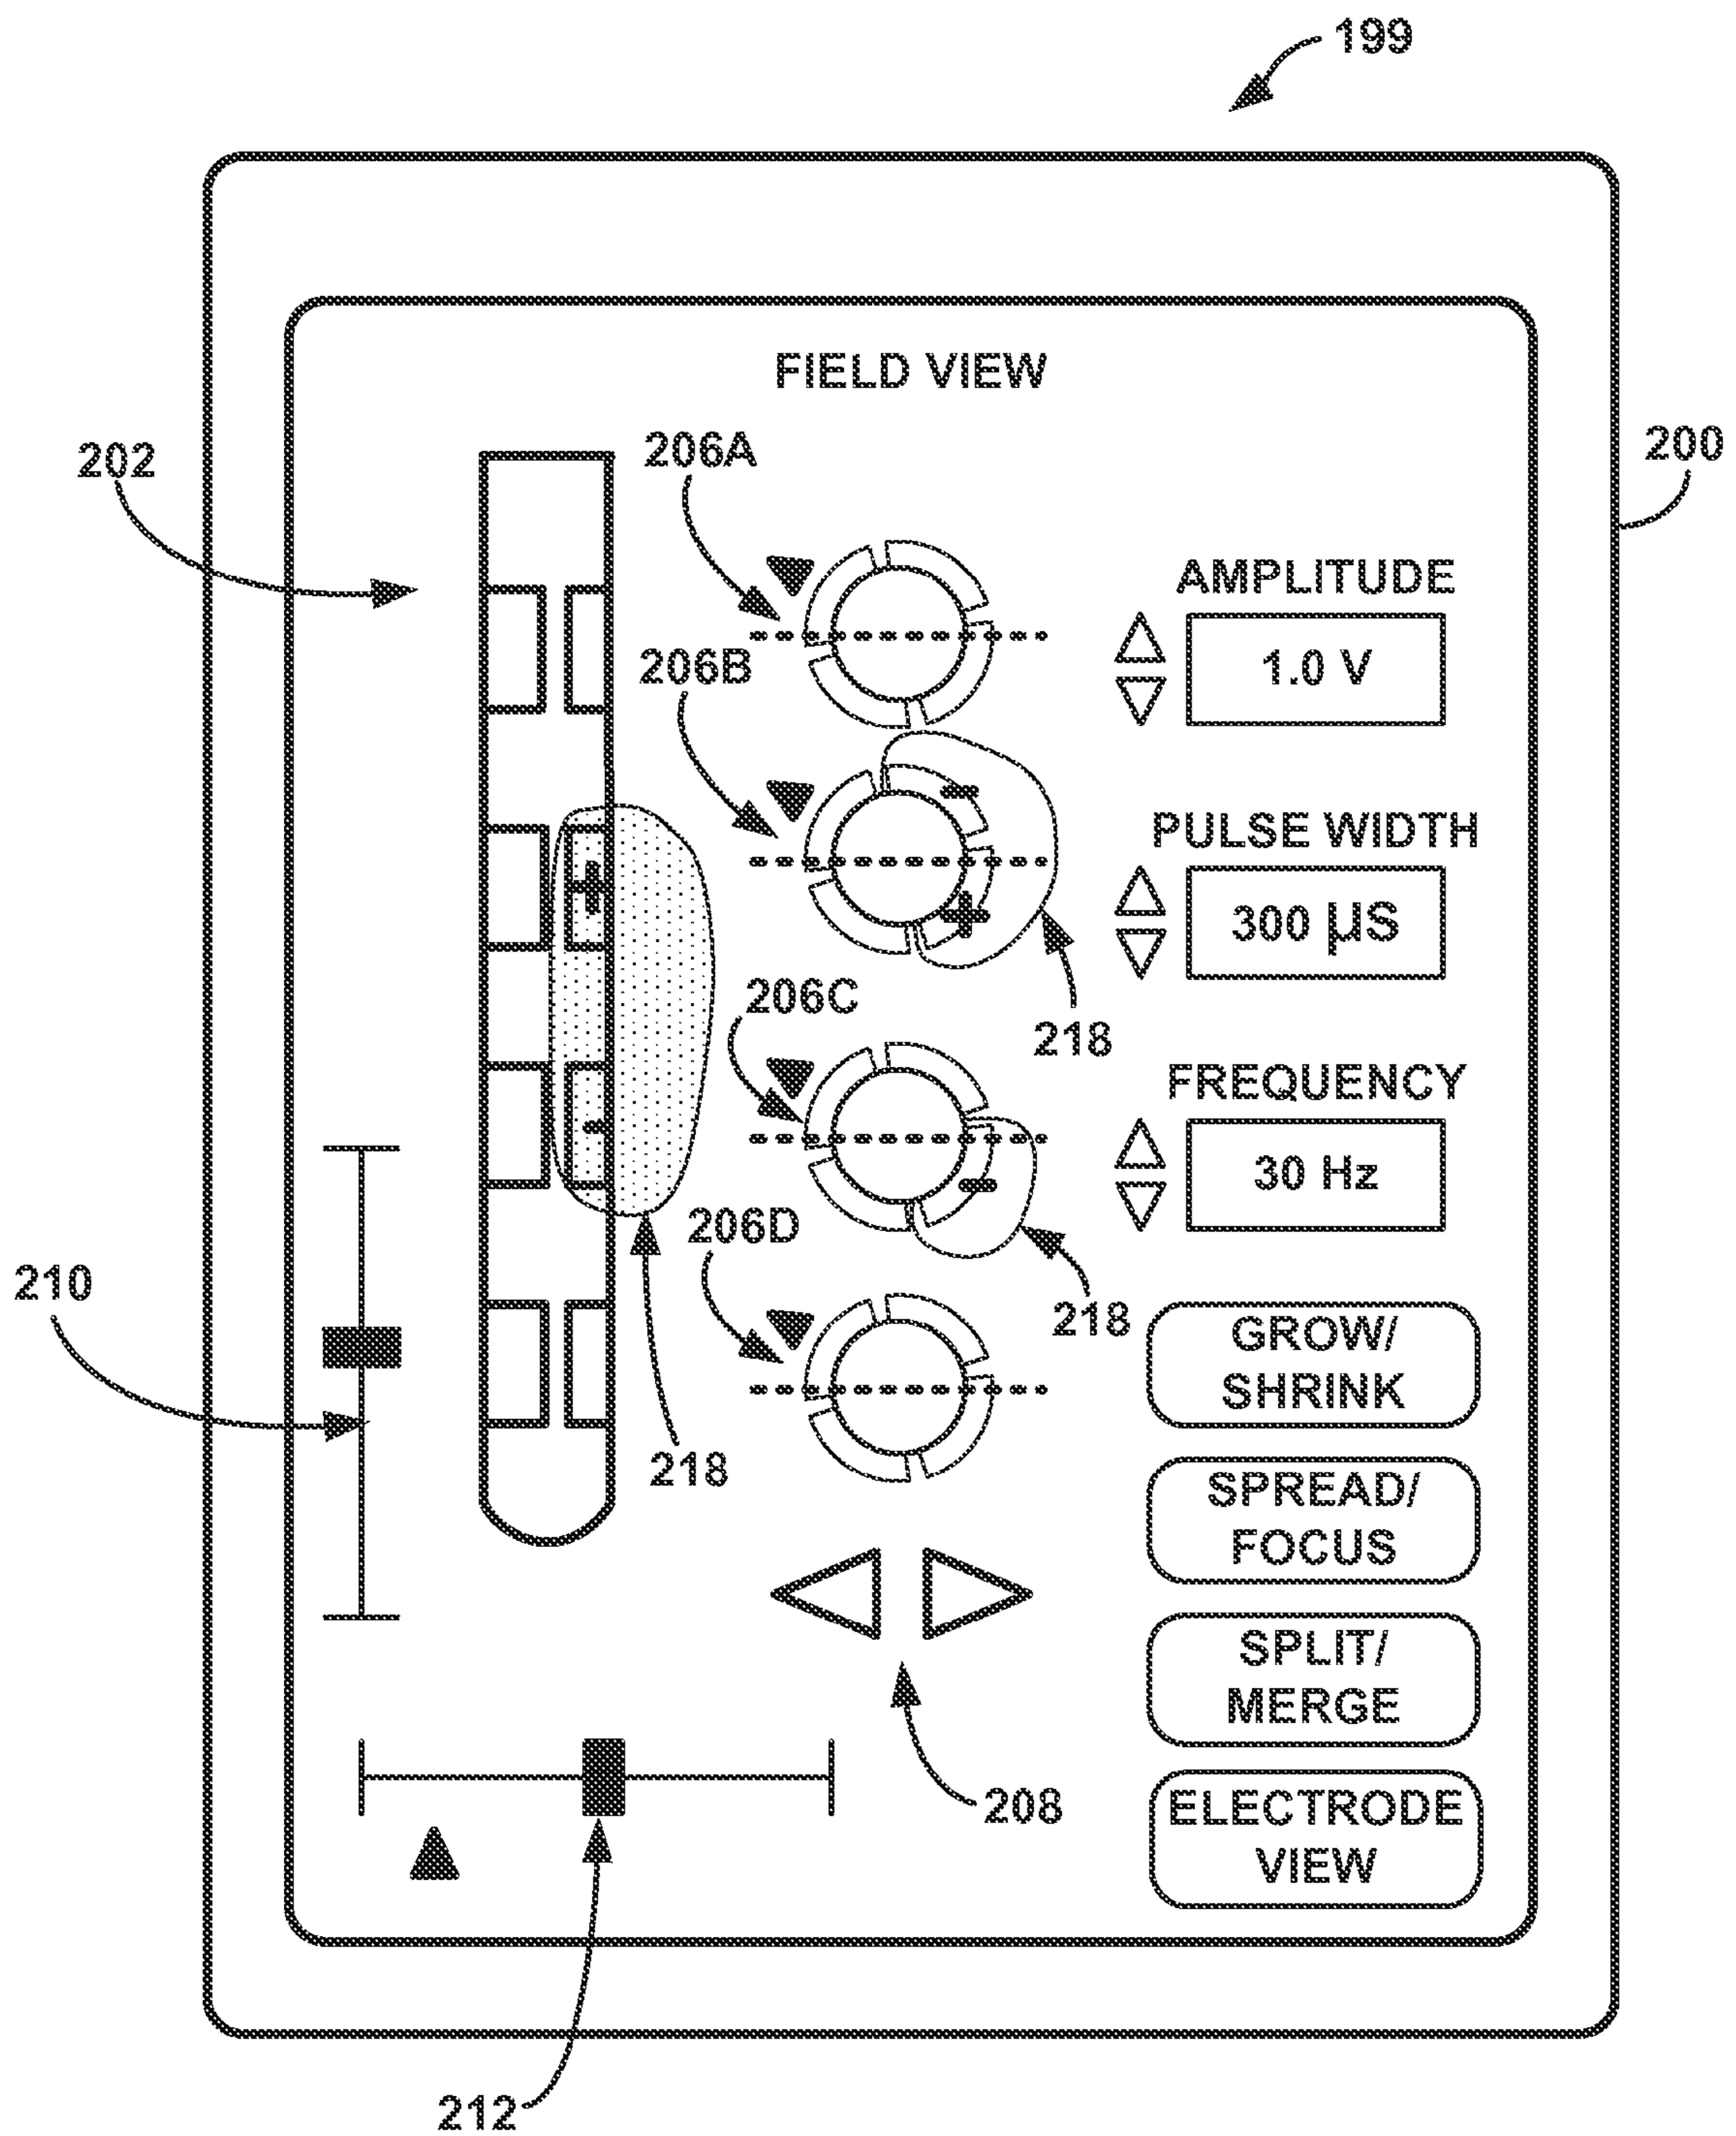 199
FIELD VIEW
200
202
206A
AMPLITUDE
1.0 V
206B
-
PULSE WIDTH
+
+
300 µS
206C
218
FREQUENCY
-
-
30 Hz
206D
210
218
GROW/
SHRINK
218
SPREAD/
FOCUS
SPLIT/
MERGE
208
ELECTRODE
VIEW
212